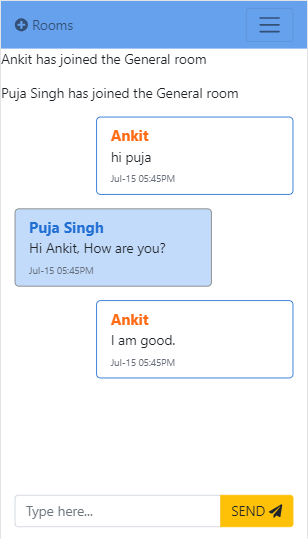 Rooms
Ankit has joined the General room
Puja Singh has joined the General room
Ankit
hi puja
Jul-15 05:45PM
Puja Singh
Hi Ankit, How are you?
Jul-15 05:45PM
Ankit
I am good.
Jul-15 05:45PM
Type here...
SEND